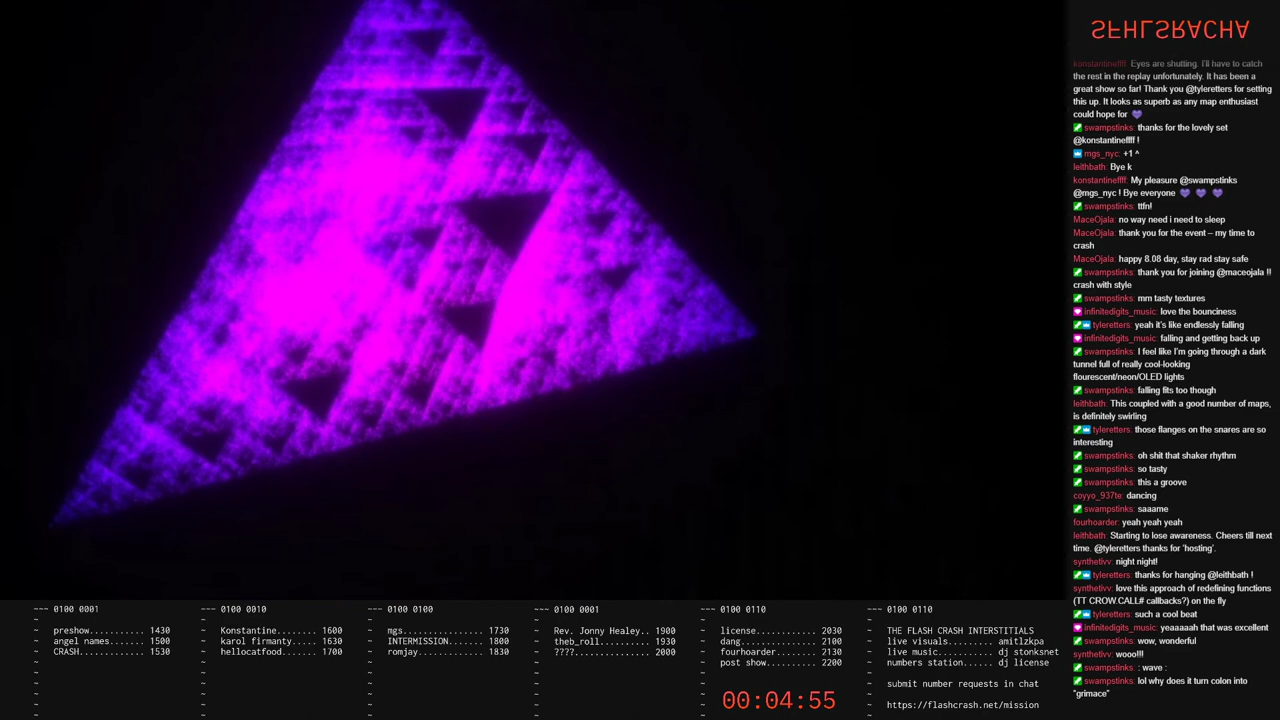 SFHLSRACHA
konstantineffff: Eyes are shutting. I'll have to catch
the rest in the replay unfortunately. It has been a
great show so far! Thank you @tyleretters for setting
this up. It looks as superb as any map enthusiast
could hope for 💜
swampstinks: thanks for the lovely set
@konstantineffff !
mgs_nyc: +1 ^
leithbath: Bye k
konstantineffff: My pleasure @swampstinks
@mgs_nyc ! Bye everyone 💜 💜 💜
swampstinks: ttfn!
MaceOjala: no way need i need to sleep
MaceOjala: thank you for the event – my time to
crash
MaceOjala: happy 8.08 day, stay rad stay safe
swampstinks: thank you for joining @maceojala !!
crash with style
swampstinks: mm tasty textures
infinitedigits_music: love the bounciness
tyleretters: yeah it's like endlessly falling
infinitedigits_music: falling and getting back up
swampstinks: I feel like I'm going through a dark
tunnel full of really cool-looking
flourescent/neon/OLED lights
swampstinks: falling fits too though
leithbath: This coupled with a good number of maps,
is definitely swirling
tyleretters: those flanges on the snares are so
interesting
swampstinks: oh shit that shaker rhythm
swampstinks: so tasty
swampstinks: this a groove
coyyo_937te: dancing
swampstinks: saaame
fourhoarder: yeah yeah yeah
leithbath: Starting to lose awareness. Cheers till next
time. @tyleretters thanks for 'hosting'.
synthetivv: night night!
tyleretters: thanks for hanging @leithbath !
synthetivv: love this approach of redefining functions
(TT CROW.CALL# callbacks?) on the fly
tyleretters: such a cool beat
infinitedigits_music: yeaaaaah that was excellent
swampstinks: wow, wonderful
synthetivv: wooo!!!
swampstinks: : wave :
swampstinks: lol why does it turn colon into
"grimace"
~~~ 0100 0001
preshow.......... 1430
angel names...... 1500
CRASH............ 1530
~~~ 0100 0010
Konstantine...... 1600
karol firmanty... 1630
hellocatfood..... 1700
~~~ 0100 0100
mgs.............. 1730
INTERMISSION..... 1800
romjay........... 1830
~~~ 0100 0001
Rev. Jonny Healey.. 1900
theb_roll.......... 1930
????............... 2000
~~~ 0100 0110
license.......... 2030
dang............. 2100
fourhoarder...... 2130
post show........ 2200
00:04:55
~~~ 0100 0110
THE FLASH CRASH INTERSTITIALS
live visuals...... amitlzkpa
live music........ dj stonksnet
numbers station... dj license
submit number requests in chat
https://flashcrash.net/mission